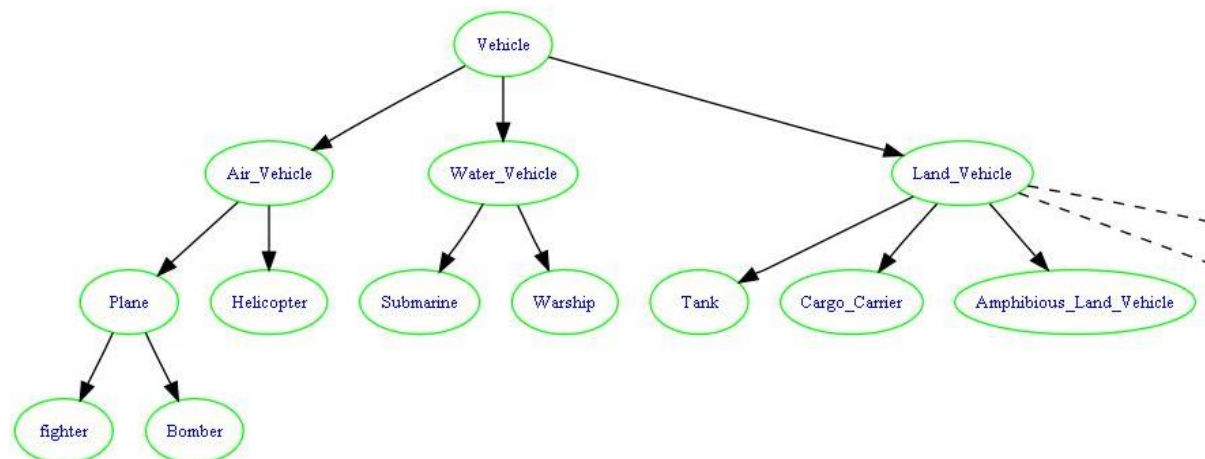 Vehicle
Air_Vehicle
Water_Vehicle
Land_Vehicle
Plane
Helicopter
Submarine
Warship
Tank
Cargo_Carrier
Amphibious_Land_Vehicle
fighter
Bomber